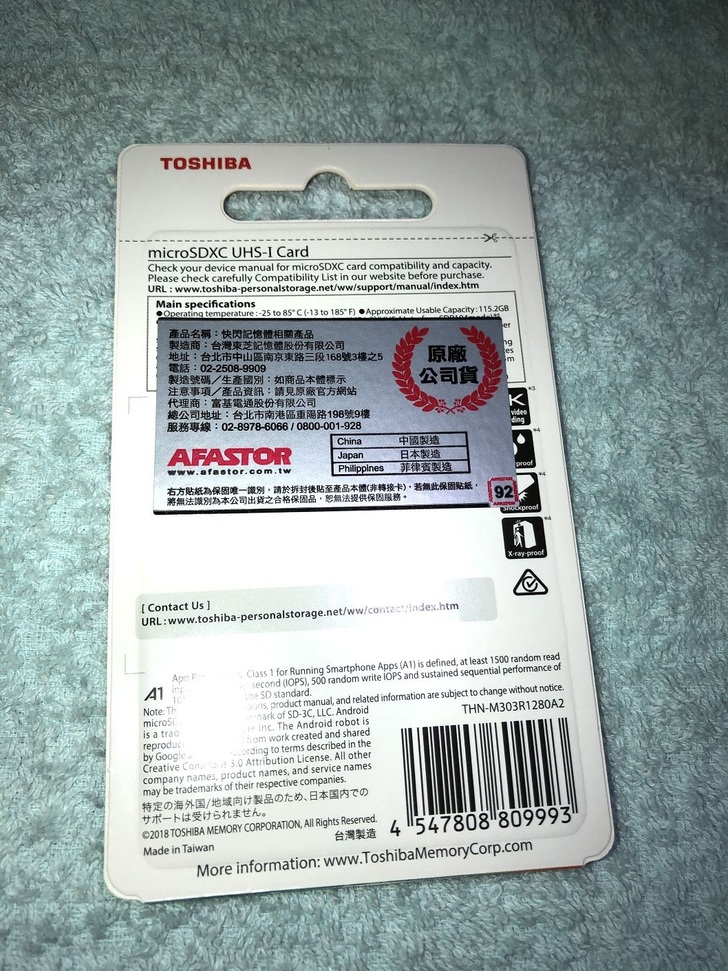 TOSHIBA
microSDXC UHS-I Card
Check your device manual for microSDXC card compatibility and capacity.
Please check carefully Compatibility List in our website before purchase.
URL : www.toshiba-personalstorage.net/ww/support/manual/index.htm
Main specifications
●Operating temperature : -25 to 85° C (-13 to 185° F) ●Approximate Usable Capacity : 115.2GB
產品名稱：快閃記憶體相關產品
製造商：台灣東芝記憶體股份有限公司
地址：台北市中山區南京東路三段168號3樓之5
電話：02-2508-9909
製造號碼／生產國別：如商品本體標示
注意事項／產品資訊：請見原廠官方網站
代理商：富基電通股份有限公司
總公司地址：台北市南港區重陽路198號9樓
服務專線：02-8978-6066 / 0800-001-928
原廠
公司貨
China 中國製造
Japan 日本製造
Philippines 菲律賓製造
AFASTOR
www.afastor.com.tw
右方貼紙為保固唯一識別，請於拆封後貼至產品本體(非轉接卡)，若無此保固貼紙，
將無法識別為本公司出貨之合格保固品，恕無法提供保固服務。
AFASTOR
92
AFASTOR
video
*3
*4
proof
*4
Shockproof
*4
X-ray-proof
[ Contact Us ]
URL : www.toshiba-personalstorage.net/ww/contact/index.htm
A1
Class 1 for Running Smartphone Apps (A1) is defined, at least 1500 random read
second (IOPS), 500 random write IOPS and sustained sequential performance of
SD standard.
Note: product manual, and related information are subject to change without notice.
mark of SD-3C, LLC. Android
is a Inc. The Android robot is
work created and shared
by Google according to terms described in the
Creative Commons 3.0 Attribution License. All other
company names, product names, and service names
may be trademarks of their respective companies.
特定の海外国/地域向け製品のため、日本国内での
サポートは受けられません。
©2018 TOSHIBA MEMORY CORPORATION, All Rights Reserved.
Made in Taiwan
台灣製造
THN-M303R1280A2
4 547808 809993
More information: www.ToshibaMemoryCorp.com